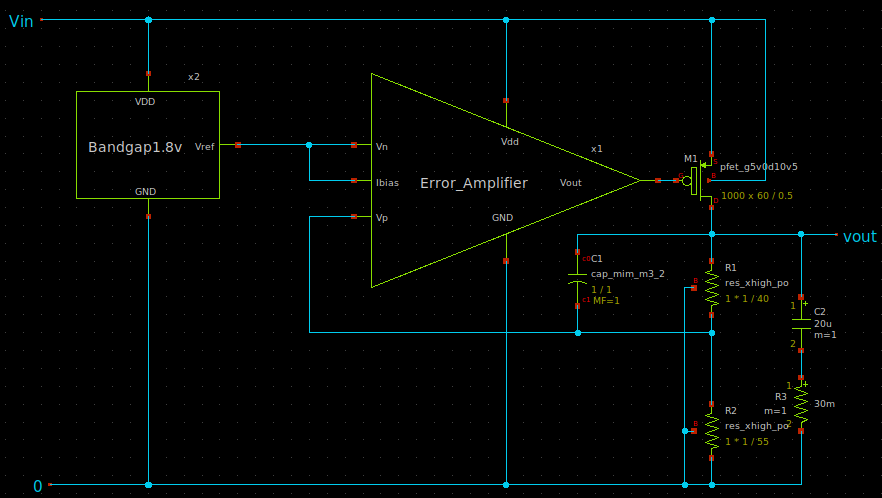 Vin
x2
VDD
Bandgap1.8v
Vref
GND
Vdd
x1
Vn
Ibias
Error_Amplifier
Vout
Vp
GND
M1
S
pfet_g5v0d10v5
G
B
1000 x 60 / 0.5
D
vout
c0
C1
cap_mim_m3_2
1 / 1
c1
MF=1
R1
B
res_xhigh_po
1 * 1 / 40
1
+
C2
20u
m=1
2
1
+
R3
30m
m=1
2
R2
B
res_xhigh_po
1 * 1 / 55
0